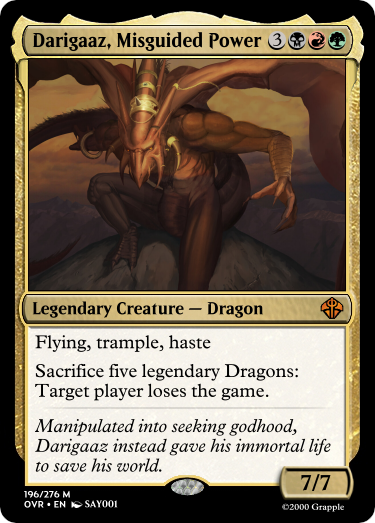 Darigaaz, Misguided Power 3
Legendary Creature — Dragon
Flying, trample, haste
Sacrifice five legendary Dragons:
Target player loses the game.
Manipulated into seeking godhood,
Darigaaz instead gave his immortal life
to save his world.
7/7
196/276 M
OVR • EN SAY001
©2000 Grapple